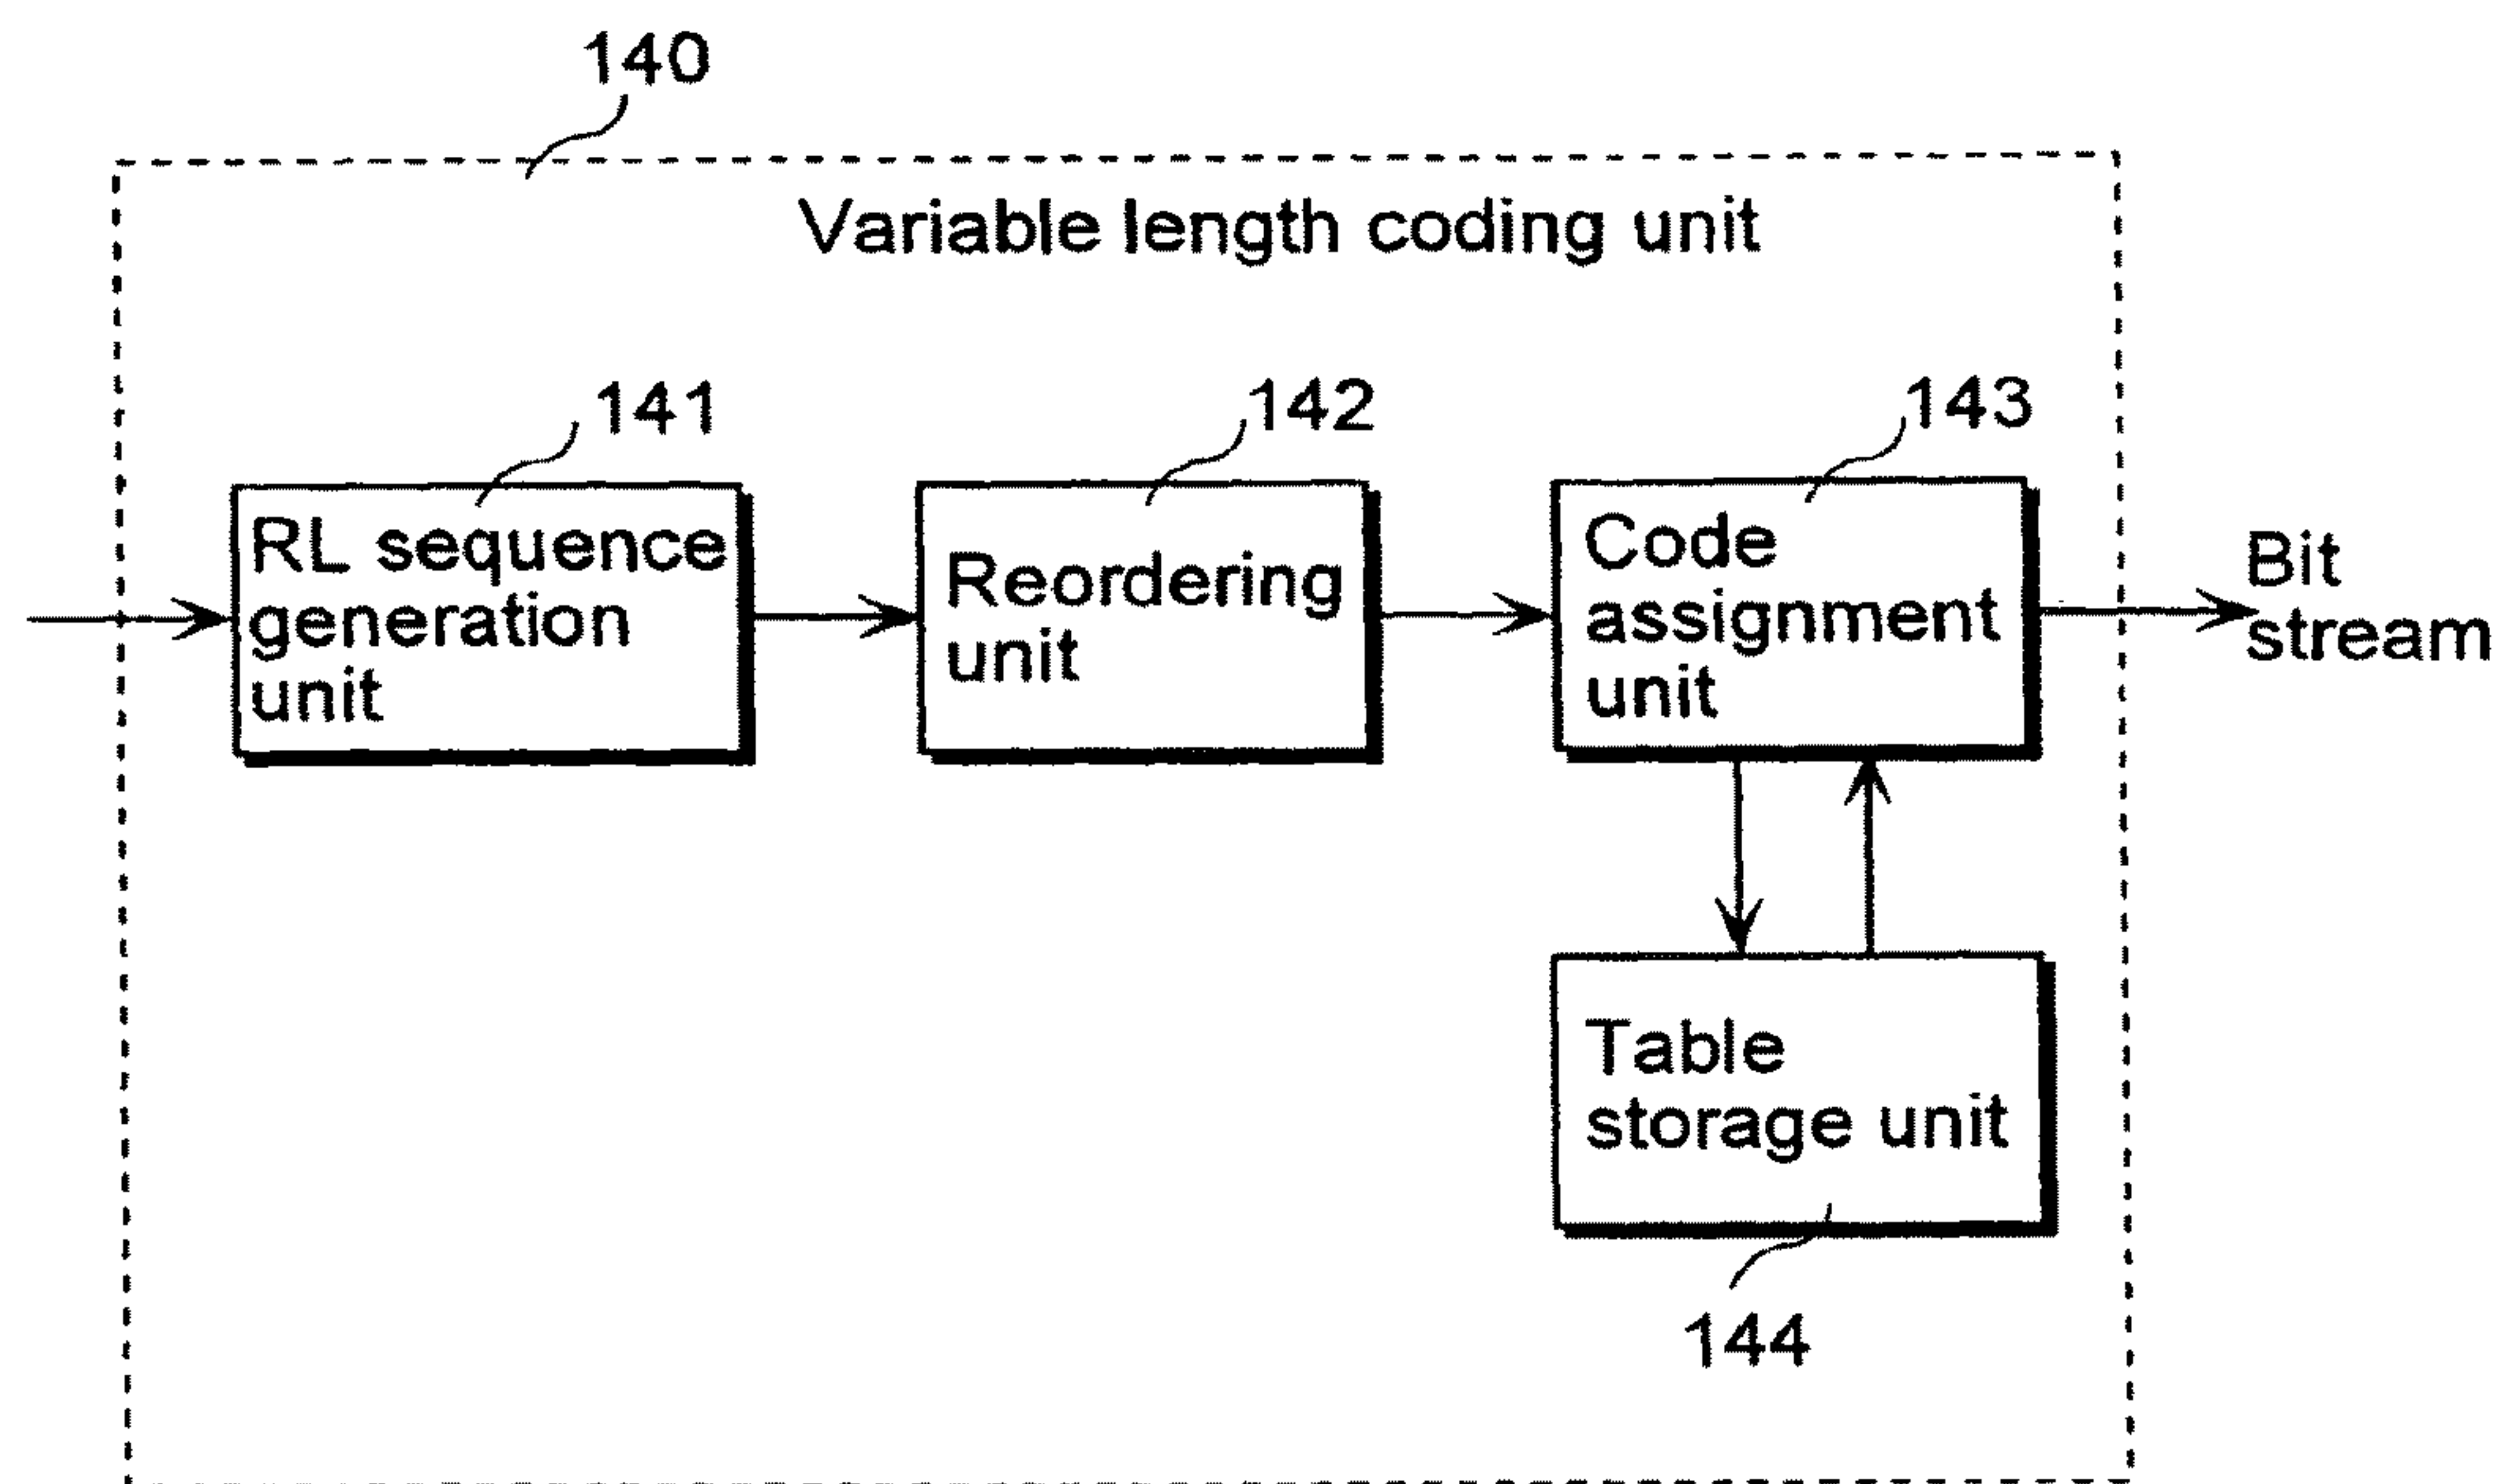 140
Variable length coding unit
141
142
143
RL sequence
generation
unit
Reordering
unit
Code
assignment
unit
Bit
stream
Table
storage unit
144